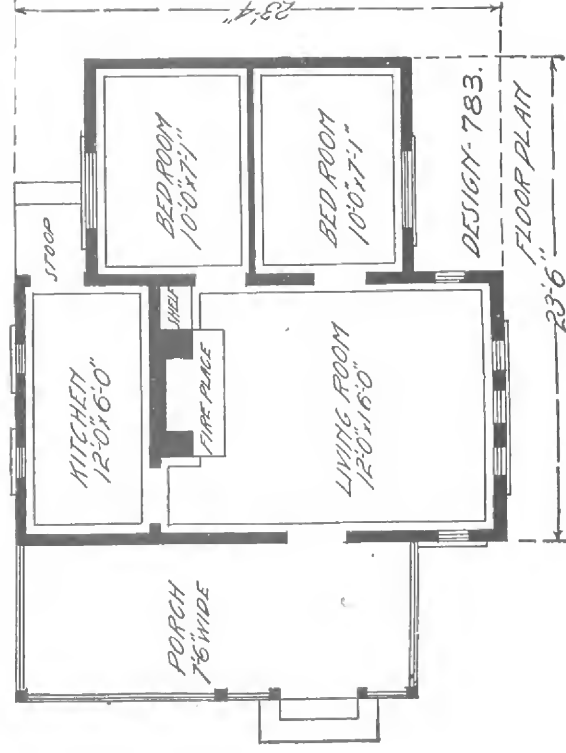 23'-4"
STOOP
BED ROOM
10'-0"x7'-1"
BED ROOM
10'-0"x7'-1"
DESIGN-783.
FLOOR PLAN
23'-6"
KITCHEN
12'-0"x6'-0"
SHELF
FIRE PLACE
LIVING ROOM
12'-0"x16'-0"
PORCH
7'-6" WIDE